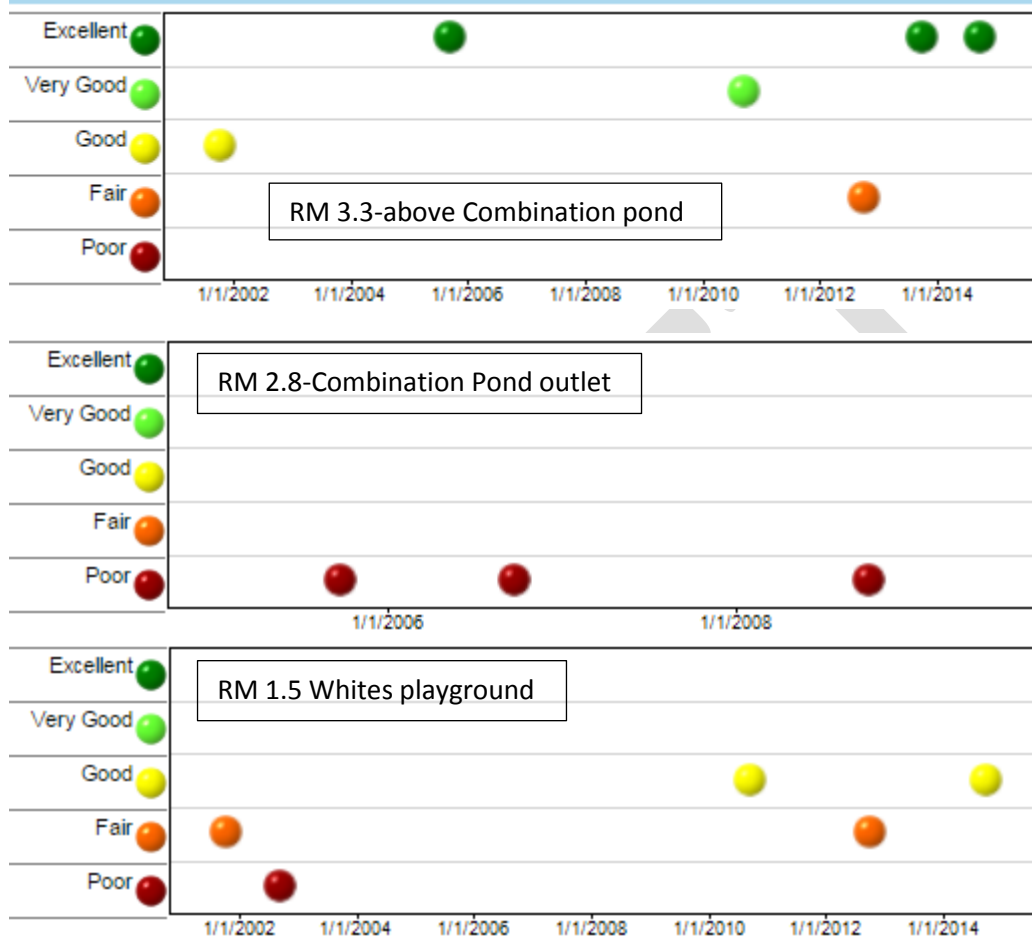 Excellent
Very Good
Good
Fair
Poor
RM 3.3-above Combination pond
1/1/2002 1/1/2004 1/1/2006 1/1/2008 1/1/2010 1/1/2012 1/1/2014
Excellent
Very Good
Good
Fair
Poor
RM 2.8-Combination Pond outlet
1/1/2006 1/1/2008
Excellent
Very Good
Good
Fair
Poor
RM 1.5 Whites playground
1/1/2002 1/1/2004 1/1/2006 1/1/2008 1/1/2010 1/1/2012 1/1/2014